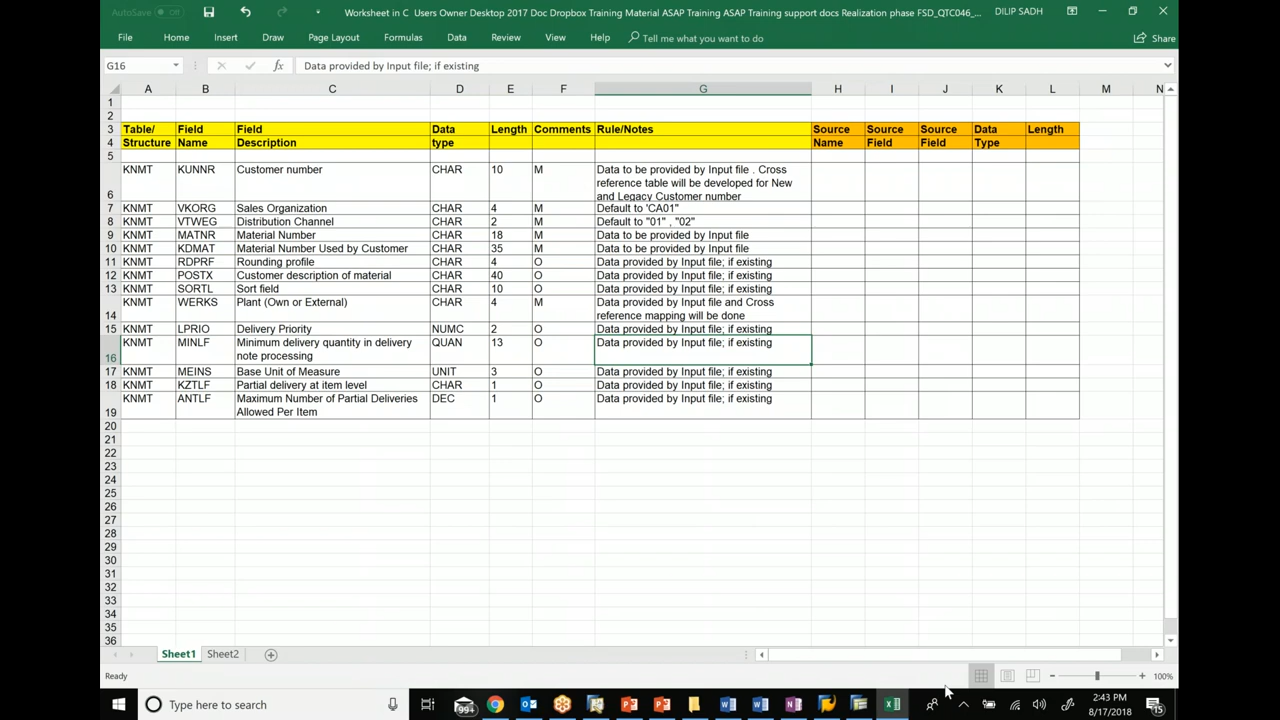 AutoSave Off
Worksheet in C Users Owner Desktop 2017 Doc Dropbox Training Material ASAP Training ASAP Training support docs Realization phase FSD_QTC046_...
DILIP SADH
File Home Insert Draw Page Layout Formulas Data Review View Help Tell me what you want to do Share
G16 fx Data provided by Input file; if existing
A B C D E F G H I J K L M N
1
2
3 Table/ Field Field Data Length Comments Rule/Notes Source Source Source Data Length
4 Structure Name Description type Name Field Field Type
5
KNMT KUNNR Customer number CHAR 10 M Data to be provided by Input file . Cross
reference table will be developed for New
6 and Legacy Customer number
7 KNMT VKORG Sales Organization CHAR 4 M Default to 'CA01"
8 KNMT VTWEG Distribution Channel CHAR 2 M Default to "01" , "02"
9 KNMT MATNR Material Number CHAR 18 M Data to be provided by Input file
10 KNMT KDMAT Material Number Used by Customer CHAR 35 M Data to be provided by Input file
11 KNMT RDPRF Rounding profile CHAR 4 O Data provided by Input file; if existing
12 KNMT POSTX Customer description of material CHAR 40 O Data provided by Input file; if existing
13 KNMT SORTL Sort field CHAR 10 O Data provided by Input file; if existing
KNMT WERKS Plant (Own or External) CHAR 4 M Data provided by Input file and Cross
14 reference mapping will be done
15 KNMT LPRIO Delivery Priority NUMC 2 O Data provided by Input file; if existing
KNMT MINLF Minimum delivery quantity in delivery QUAN 13 O Data provided by Input file; if existing
16 note processing
17 KNMT MEINS Base Unit of Measure UNIT 3 O Data provided by Input file; if existing
18 KNMT KZTLF Partial delivery at item level CHAR 1 O Data provided by Input file; if existing
KNMT ANTLF Maximum Number of Partial Deliveries DEC 1 O Data provided by Input file; if existing
19 Allowed Per Item
20
21
22
23
24
25
26
27
28
29
30
31
32
33
34
35
36
Sheet1 Sheet2
Ready 100%
Type here to search
99+
2:43 PM
8/17/2018
15